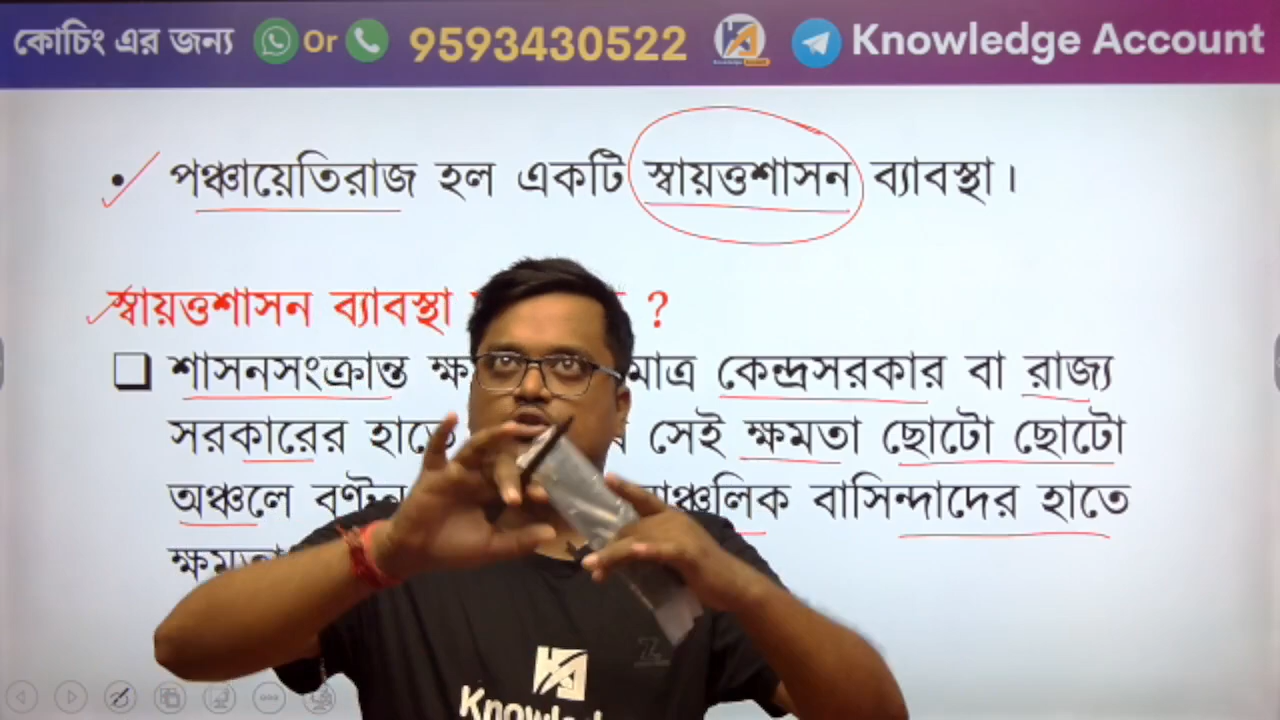 কোচিং এর জন্য Or 9593430522 Knowledge Account
পঞ্চায়েতিরাজ হল একটি স্বায়ত্তশাসন ব্যাবস্থা।
স্বায়ত্তশাসন ব্যাবস্থা ?
শাসনসংক্রান্ত কেন্দ্রসরকার বা রাজ্য
সরকারের হাতে সেই ক্ষমতা ছোটো ছোটো
অঞ্চলে বাসিন্দাদের হাতে